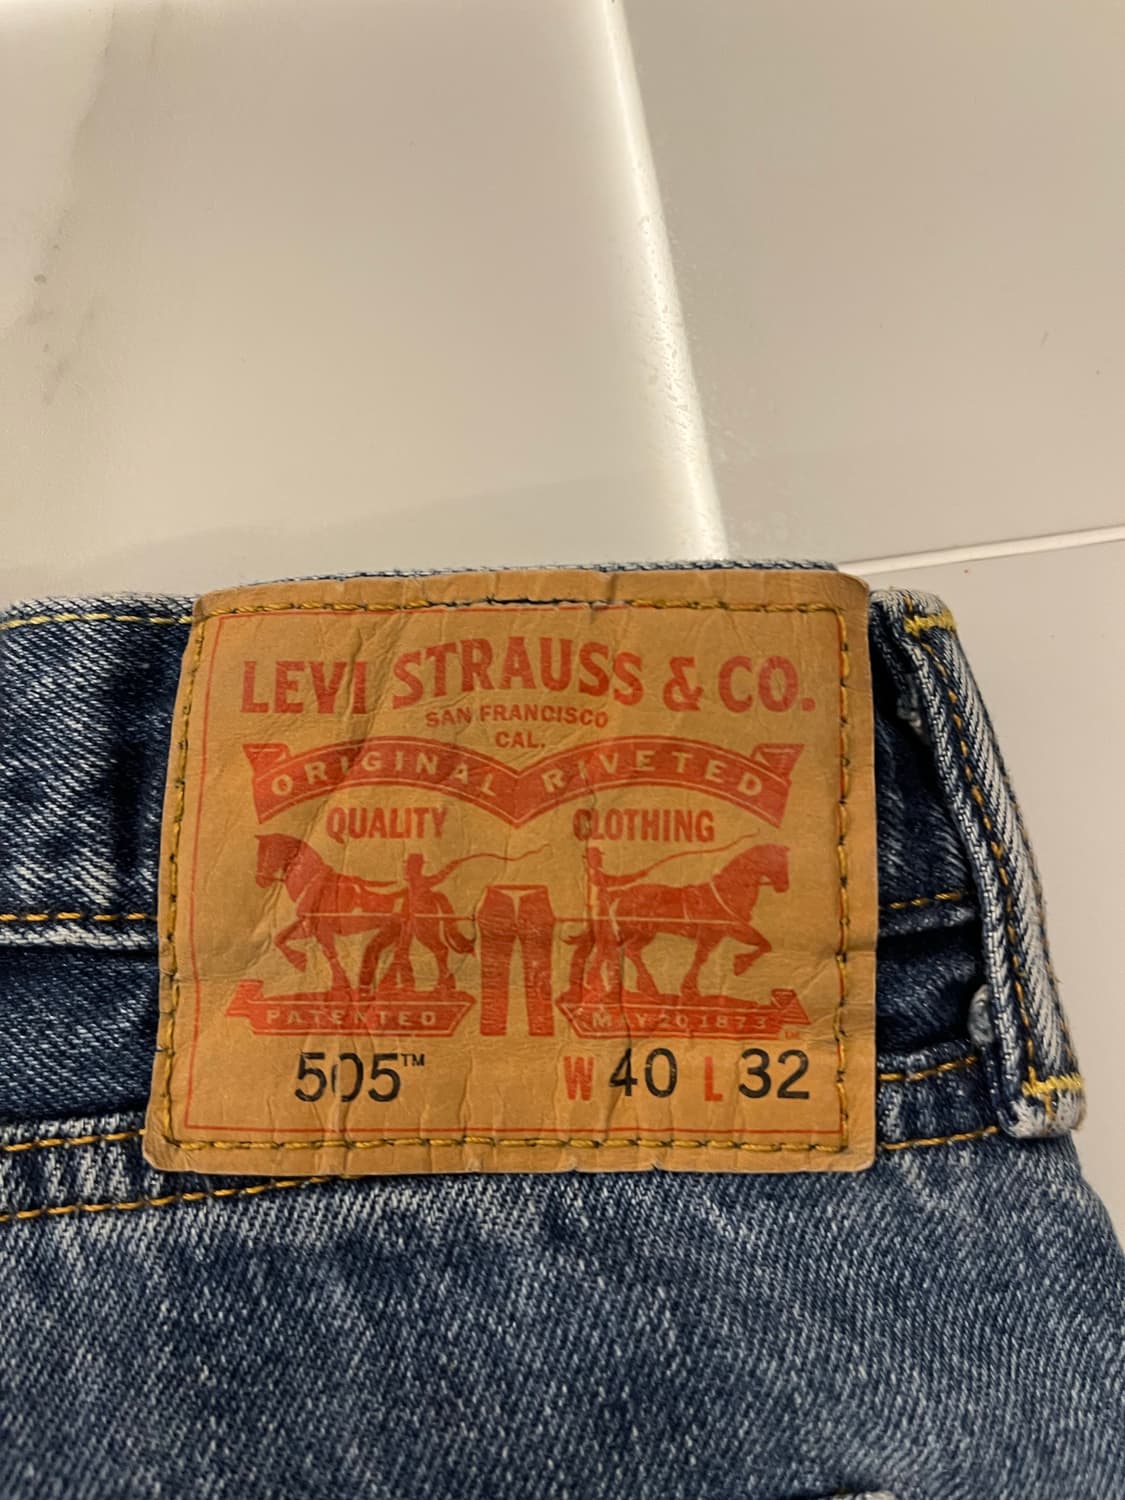 LEVI STRAUSS & CO.
SAN FRANCISCO
CAL.
ORIGINAL RIVETED
QUALITY CLOTHING
PATENTED MAY 20 1873
505™ W 40 L 32